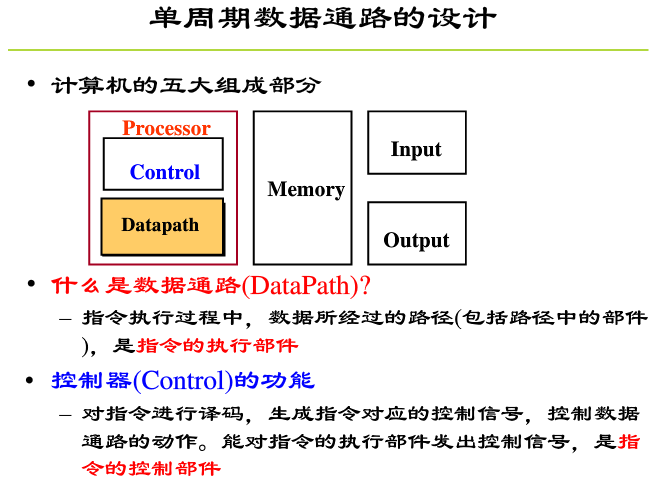 单周期数据通路的设计
• 计算机的五大组成部分
Processor
Control
Datapath
Memory
Input
Output
• 什么是数据通路(DataPath)?
– 指令执行过程中，数据所经过的路径(包括路径中的部件
)，是指令的执行部件
• 控制器(Control)的功能
– 对指令进行译码，生成指令对应的控制信号，控制数据
通路的动作。能对指令的执行部件发出控制信号，是指
令的控制部件